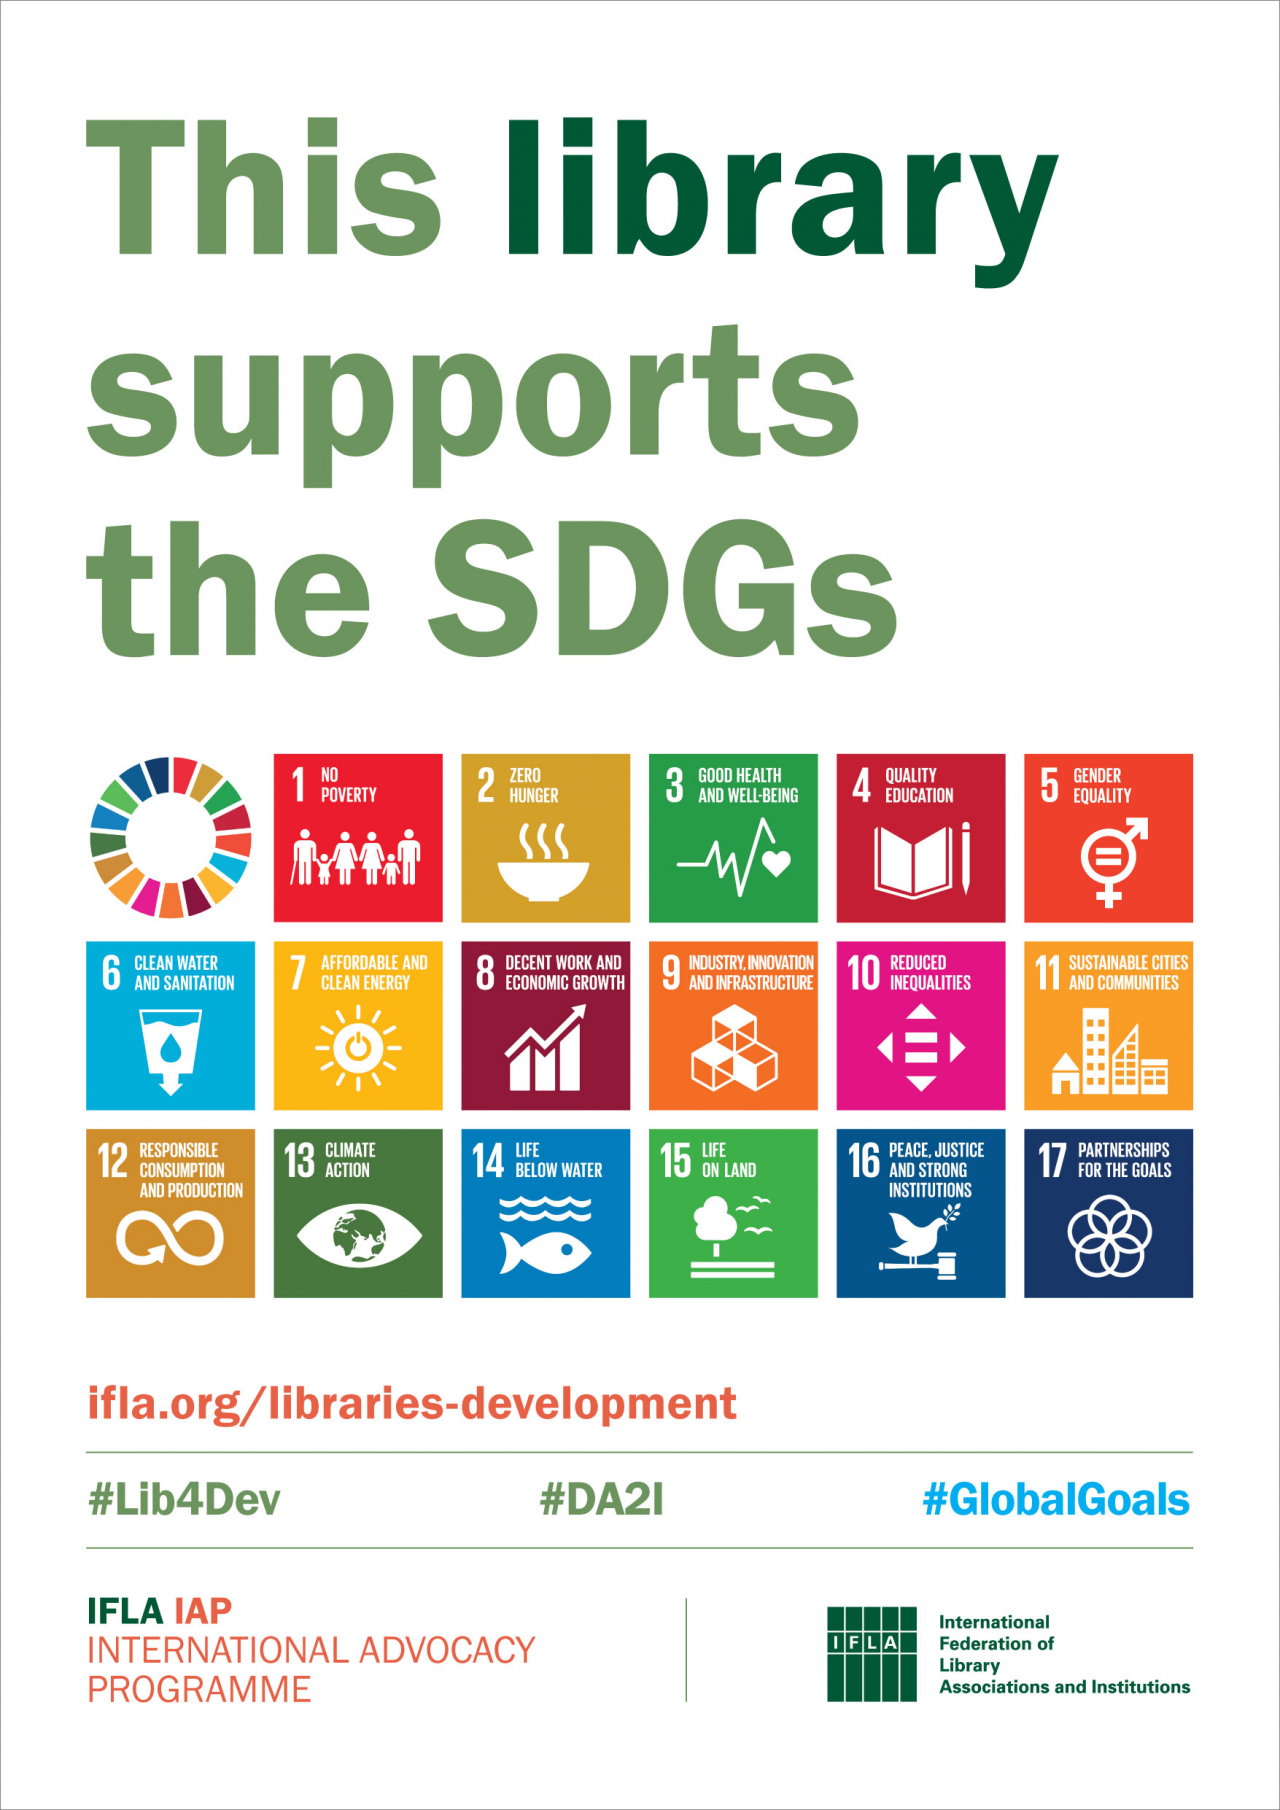 This library
supports
the SDGs
1 NO
POVERTY
2 ZERO
HUNGER
3 GOOD HEALTH
AND WELL-BEING
4 QUALITY
EDUCATION
5 GENDER
EQUALITY
6 CLEAN WATER
AND SANITATION
7 AFFORDABLE AND
CLEAN ENERGY
8 DECENT WORK AND
ECONOMIC GROWTH
9 INDUSTRY, INNOVATION
AND INFRASTRUCTURE
10 REDUCED
INEQUALITIES
11 SUSTAINABLE CITIES
AND COMMUNITIES
12 RESPONSIBLE
CONSUMPTION
AND PRODUCTION
13 CLIMATE
ACTION
14 LIFE
BELOW WATER
15 LIFE
ON LAND
16 PEACE, JUSTICE
AND STRONG
INSTITUTIONS
17 PARTNERSHIPS
FOR THE GOALS
ifla.org/libraries-development
#Lib4Dev #DA2I #GlobalGoals
IFLA IAP
INTERNATIONAL ADVOCACY
PROGRAMME
IFLA
International
Federation of
Library
Associations and Institutions